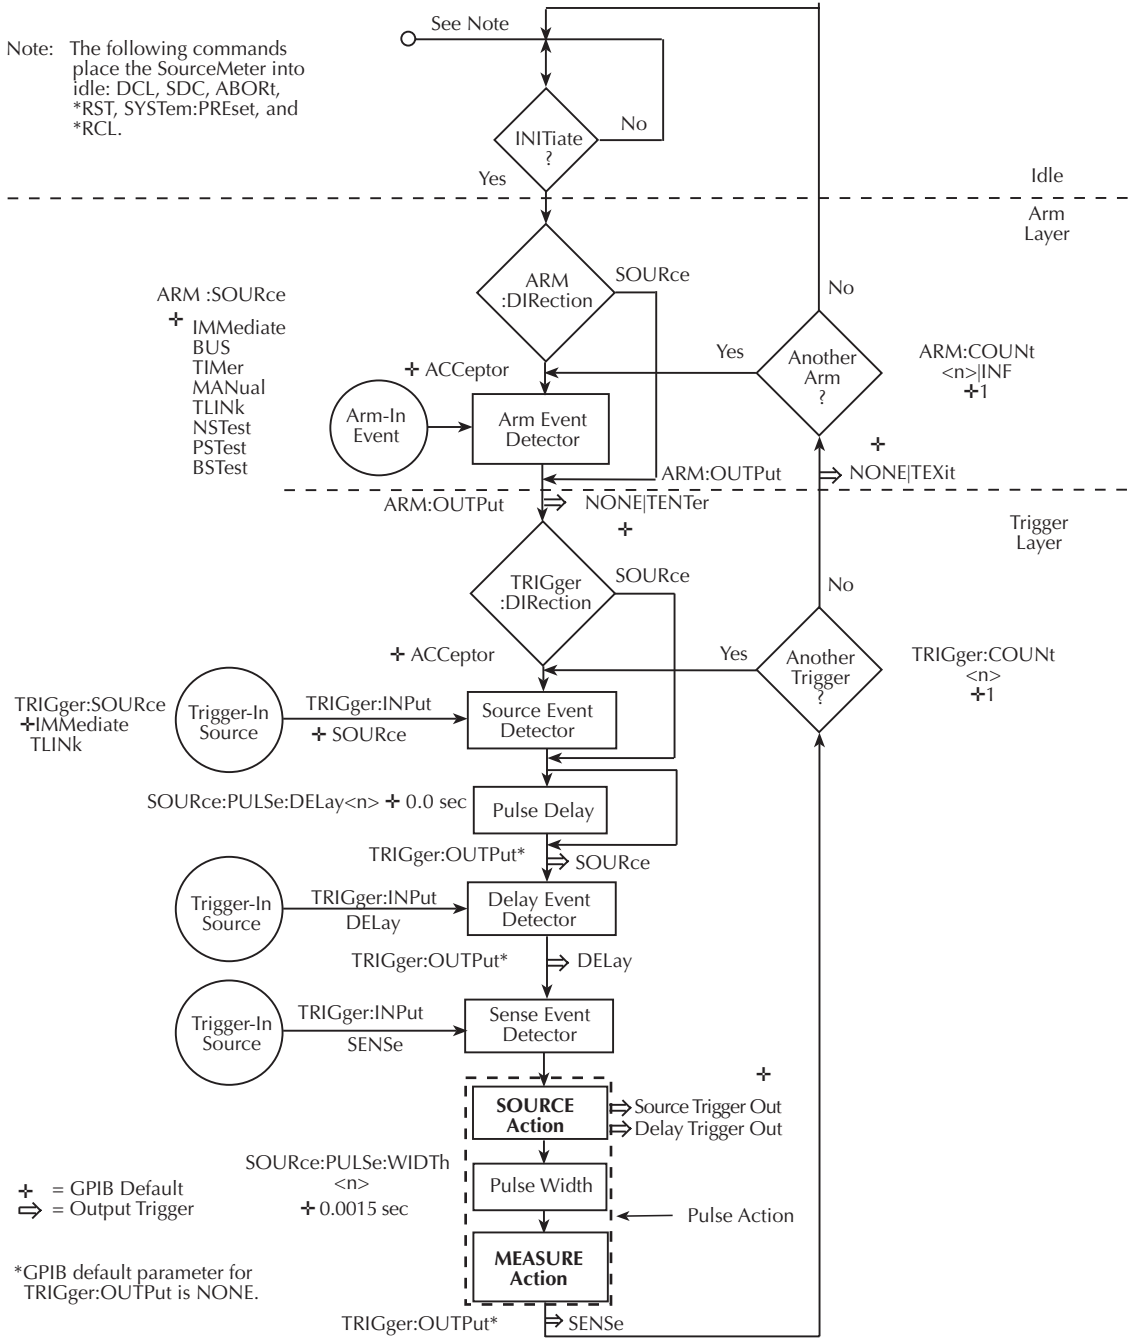 See Note
Note: The following commands
place the SourceMeter into
idle: DCL, SDC, ABORt,
*RST, SYSTem:PREset, and
*RCL.
INITiate
?
No
Yes
Idle
Arm
Layer
ARM
:DIRection
SOURce
ARM :SOURce
✛ IMMediate
BUS
TIMer
MANual
TLINk
NSTest
PSTest
BSTest
No
Another
Arm
?
Yes
ARM:COUNt
<n>|INF
✛1
✛ ACCeptor
Arm-In
Event
Arm Event
Detector
ARM:OUTPut
✛
⇒ NONE|TEXit
ARM:OUTPut
⇒ NONE|TENTer
✛
Trigger
Layer
TRIGger
:DIRection
SOURce
No
✛ ACCeptor
Yes
Another
Trigger
?
TRIGger:COUNt
<n>
✛1
TRIGger:SOURce
✛IMMediate
TLINk
Trigger-In
Source
TRIGger:INPut
✛ SOURce
Source Event
Detector
SOURce:PULSe:DELay<n> ✛ 0.0 sec
Pulse Delay
TRIGger:OUTPut*
⇒ SOURce
Trigger-In
Source
TRIGger:INPut
DELay
Delay Event
Detector
TRIGger:OUTPut*
⇒ DELay
Trigger-In
Source
TRIGger:INPut
SENSe
Sense Event
Detector
✛
SOURCE
Action
⇒ Source Trigger Out
⇒ Delay Trigger Out
SOURce:PULSe:WIDTh
<n>
✛ 0.0015 sec
Pulse Width
Pulse Action
✛ = GPIB Default
⇒ = Output Trigger
MEASURE
Action
*GPIB default parameter for
TRIGger:OUTPut is NONE.
TRIGger:OUTPut*
⇒ SENSe